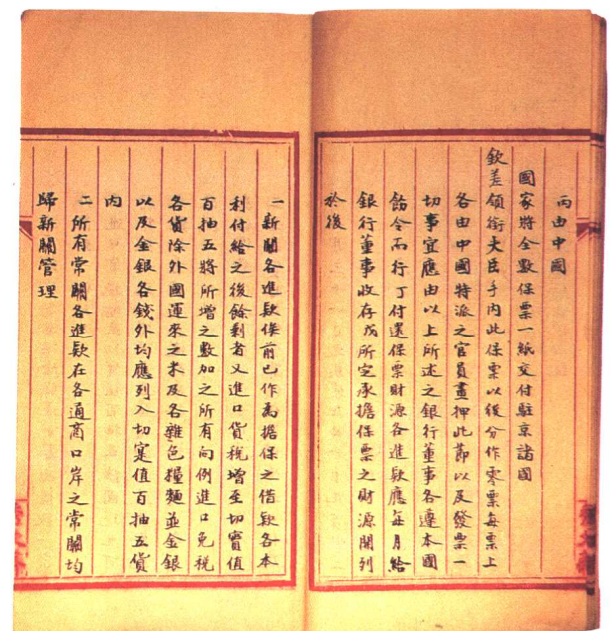 丙由中國
國家將全數保票一紙交付駐京諸國
欽差領銜大臣手內此保票以後分作零票每票上
各由中國特派之官員畫押此節以及發票一
切事宜應由以上所述之銀行董事各遵本國
飭令而行丁付還保票財源各進款應每月給
銀行董事收存戊所定承擔保票之財源開列
於後
一新關各進款俟前已作為擔保之借款各本
利付給之後餘剩者又進口貨稅增至切實值
百抽五將所增之數加之所有向例進口免稅
各貨除外國運來之米及各雜色糧麵並金銀
以及金銀各錢外均應列入切實值百抽五貨
內
二所有常關各進款在各通商口岸之常關均
歸新關管理